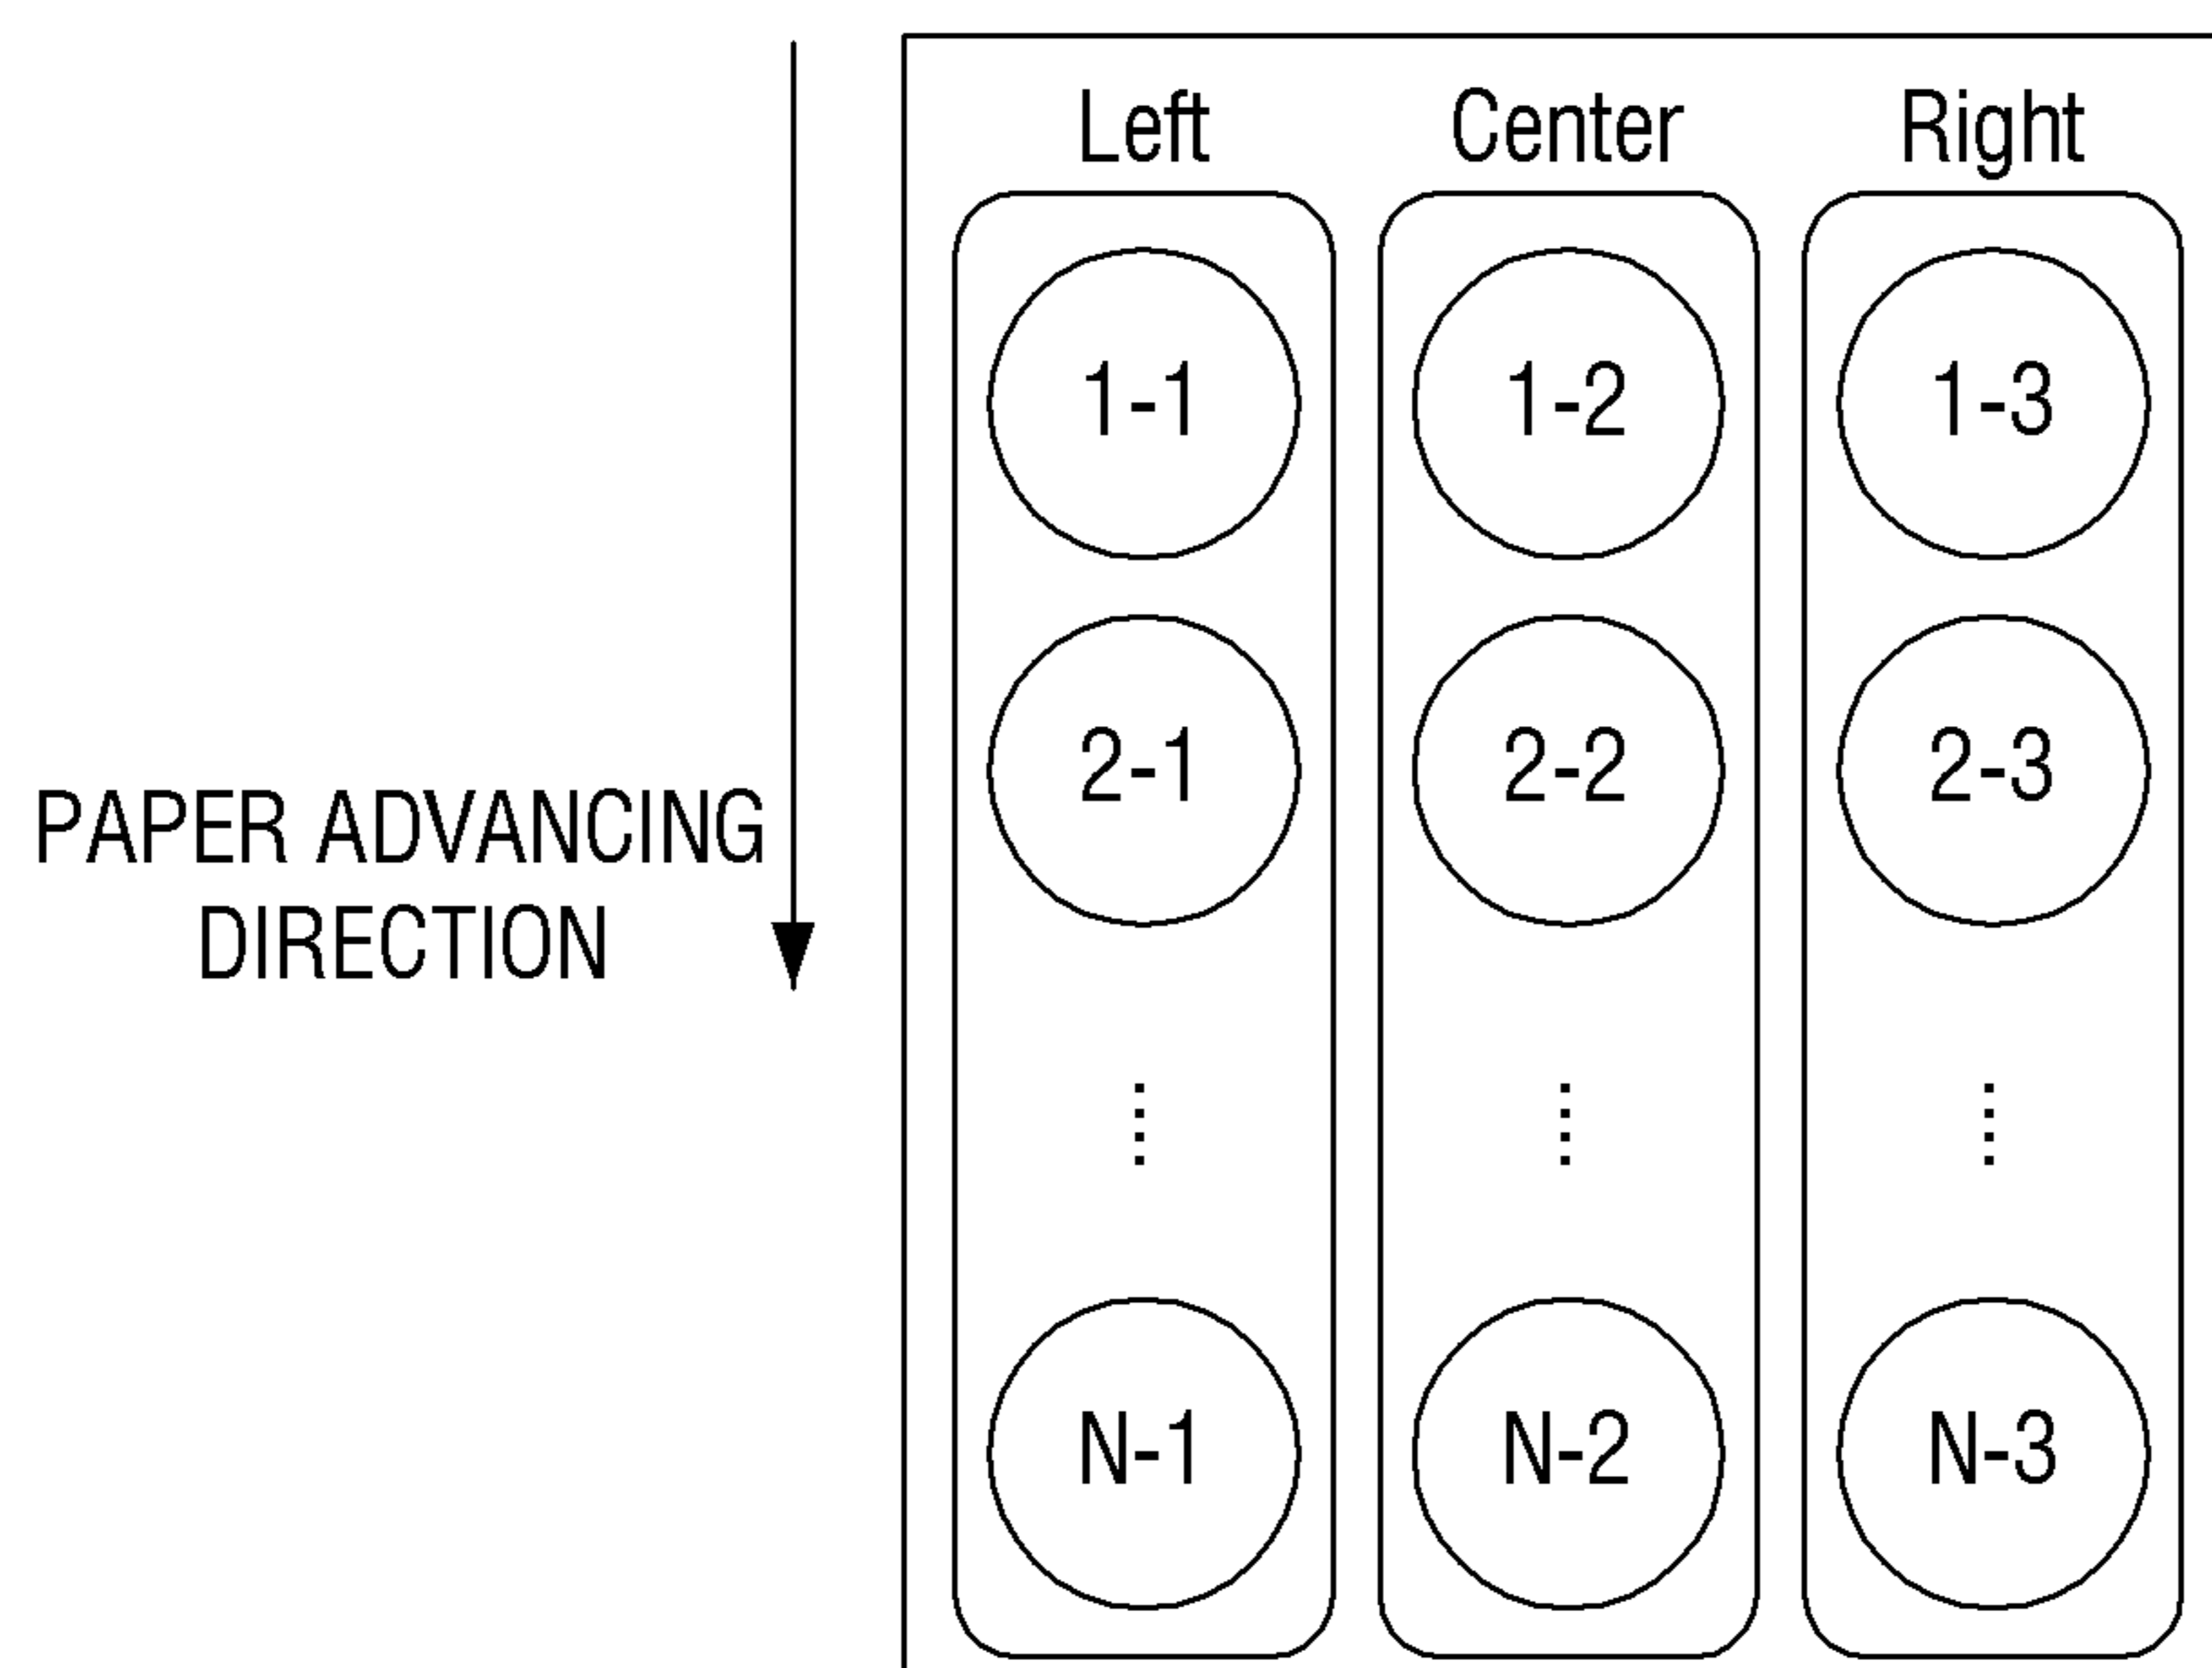 Left Center Right
1-1 1-2 1-3
2-1 2-2 2-3
PAPER ADVANCING
DIRECTION
N-1 N-2 N-3